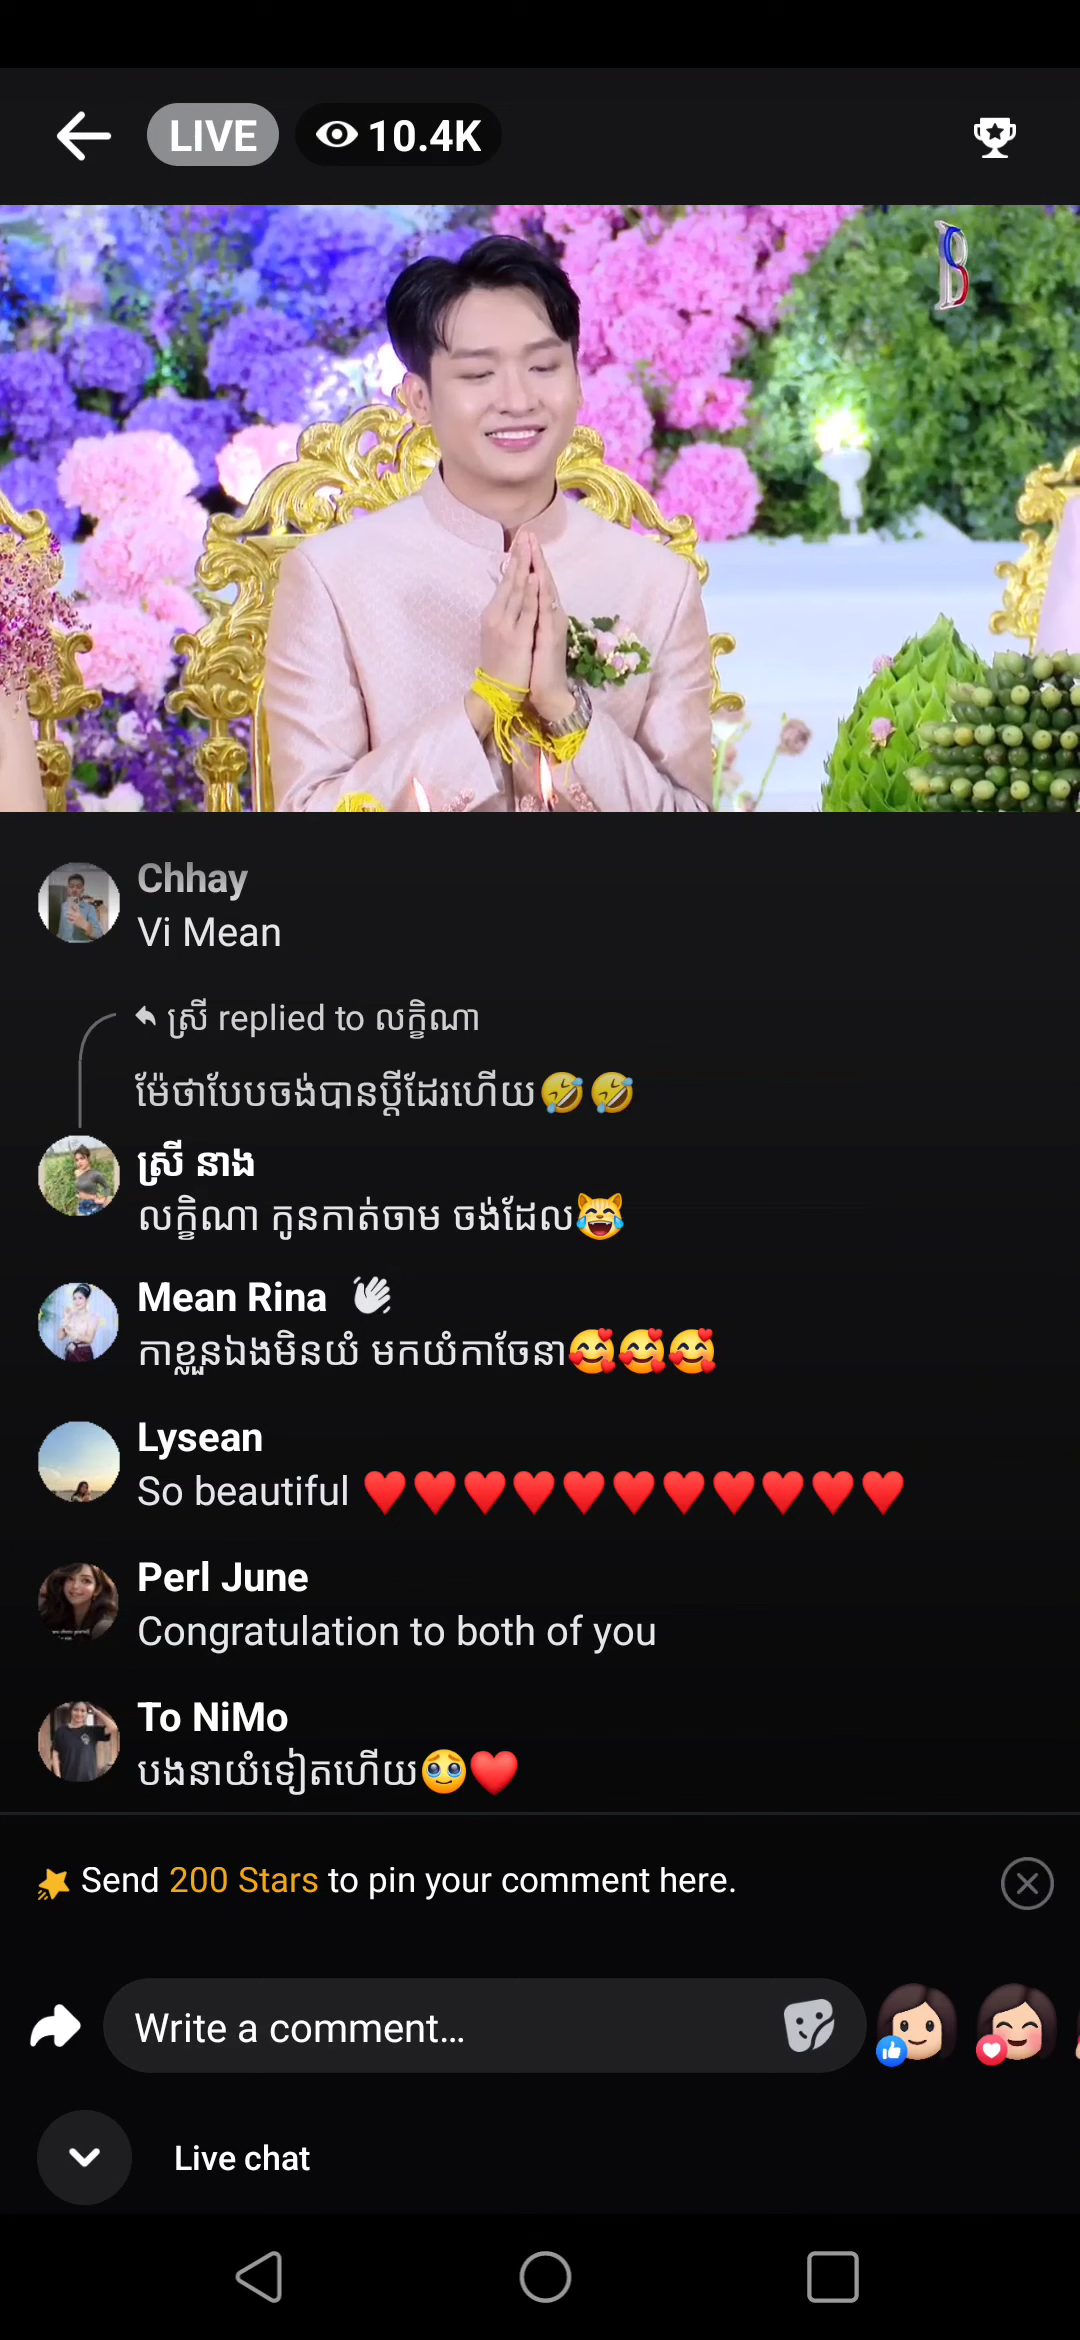 LIVE
10.4K
B
Chhay
Vi Mean
ស្រី replied to លក្ខិណា
ម៉ែថាបែបចង់បានប្ដីដែរហើយ🤣🤣
ស្រី នាង
លក្ខិណា កូនកាត់ចាម ចង់ដែល😹
Mean Rina 👋
កាខ្លួនឯងមិនយំ មកយំកាចែនា🥰🥰🥰
Lysean
So beautiful ♥️♥️♥️♥️♥️♥️♥️♥️♥️♥️♥️
Perl June
Congratulation to both of you
To NiMo
បងនាយំទៀតហើយ🥹❤️
Send 200 Stars to pin your comment here.
Write a comment...
Live chat